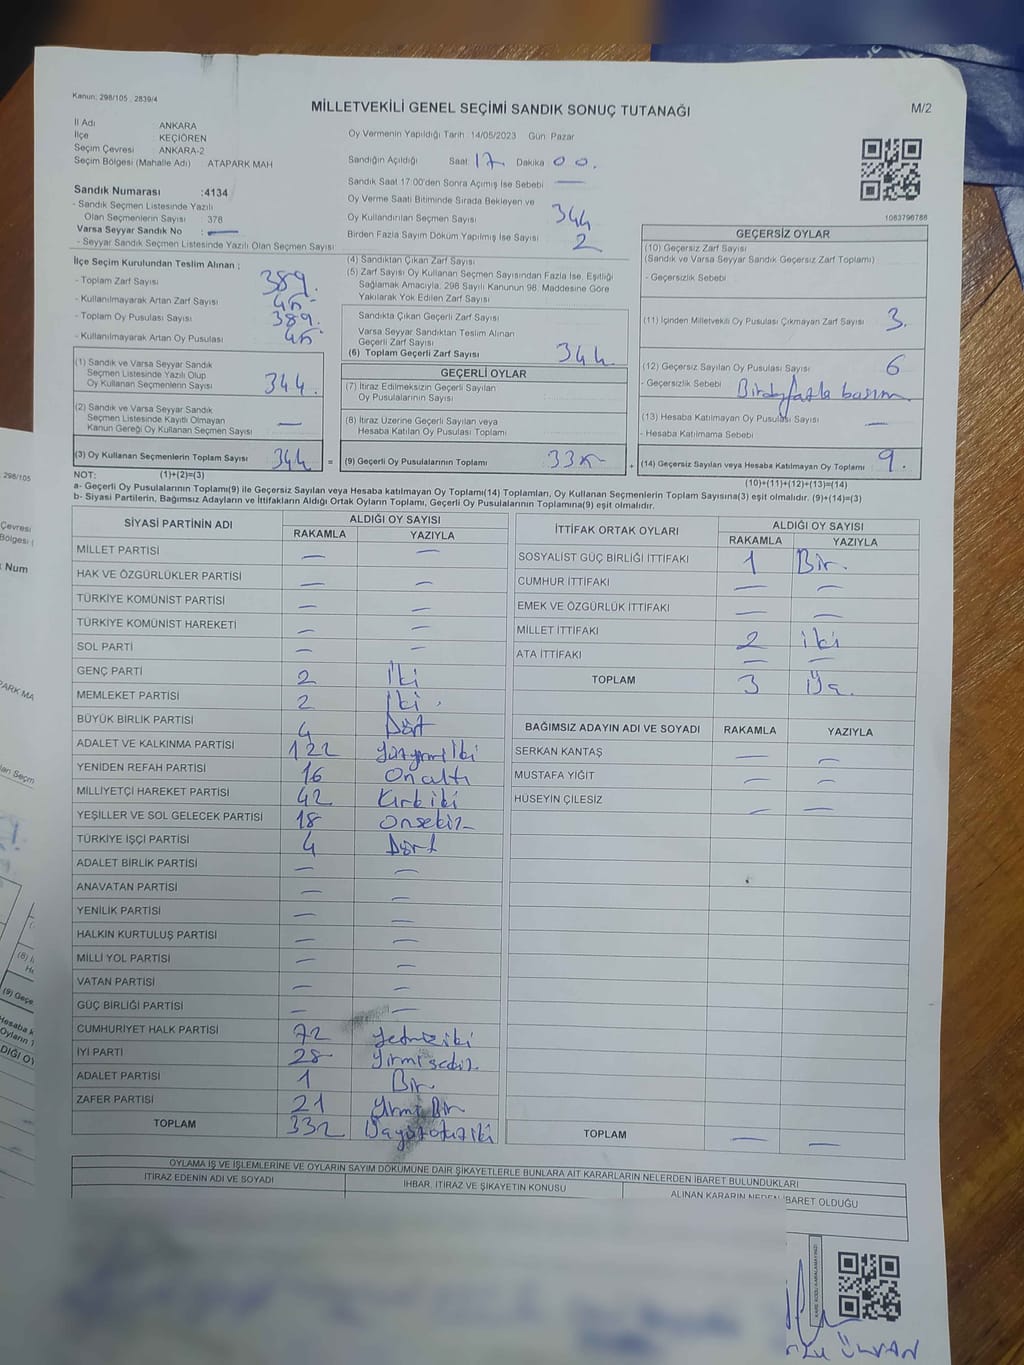 Kanun: 298/105 , 2839/4
MİLLETVEKİLİ GENEL SEÇİMİ SANDIK SONUÇ TUTANAĞI
M/2
İl Adı ANKARA
İlçe KEÇİÖREN
Seçim Çevresi ANKARA-2
Seçim Bölgesi (Mahalle Adı) ATAPARK MAH
Sandık Numarası :4134
- Sandık Seçmen Listesinde Yazılı
Olan Seçmenlerin Sayısı : 378
Varsa Seyyar Sandık No : —
- Seyyar Sandık Seçmen Listesinde Yazılı Olan Seçmen Sayısı:
Oy Vermenin Yapıldığı Tarih :14/05/2023 Gün: Pazar
Sandığın Açıldığı Saat: 17 Dakika 00.
Sandık Saat 17:00'den Sonra Açılmış İse Sebebi —
Oy Verme Saati Bitiminde Sırada Bekleyen ve
Oy Kullandırılan Seçmen Sayısı 344
Birden Fazla Sayım Döküm Yapılmış İse Sayısı 2
1083796786
İlçe Seçim Kurulundan Teslim Alınan ;
- Toplam Zarf Sayısı 389.
- Kullanılmayarak Artan Zarf Sayısı 45
- Toplam Oy Pusulası Sayısı 389.
- Kullanılmayarak Artan Oy Pusulası 45
(1) Sandık ve Varsa Seyyar Sandık
Seçmen Listesinde Yazılı Olup
Oy Kullanan Seçmenlerin Sayısı 344.
(2) Sandık ve Varsa Seyyar Sandık
Seçmen Listesinde Kayıtlı Olmayan
Kanun Gereği Oy Kullanan Seçmen Sayısı —
(3) Oy Kullanan Seçmenlerin Toplam Sayısı 344
(4) Sandıktan Çıkan Zarf Sayısı
(5) Zarf Sayısı Oy Kullanan Seçmen Sayısından Fazla İse, Eşitliği
Sağlamak Amacıyla, 298 Sayılı Kanunun 98. Maddesine Göre
Yakılarak Yok Edilen Zarf Sayısı
Sandıkta Çıkan Geçerli Zarf Sayısı
Varsa Seyyar Sandıktan Teslim Alınan
Geçerli Zarf Sayısı
(6) Toplam Geçerli Zarf Sayısı 344
GEÇERLİ OYLAR
(7) İtiraz Edilmeksizin Geçerli Sayılan
Oy Pusulalarının Sayısı
(8) İtiraz Üzerine Geçerli Sayılan veya
Hesaba Katılan Oy Pusulası Toplamı
= (9) Geçerli Oy Pusulalarının Toplamı 335
GEÇERSİZ OYLAR
(10) Geçersiz Zarf Sayısı
(Sandık ve Varsa Seyyar Sandık Geçersiz Zarf Toplamı)
- Geçersizlik Sebebi
(11) İçinden Milletvekili Oy Pusulası Çıkmayan Zarf Sayısı 3.
(12) Geçersiz Sayılan Oy Pusulası Sayısı 6
- Geçersizlik Sebebi
(13) Hesaba Katılmayan Oy Pusulası Sayısı —
- Hesaba Katılmama Sebebi
+ (14) Geçersiz Sayılan veya Hesaba Katılmayan Oy Toplamı 9.
NOT: (1)+(2)=(3)
(10)+(11)+(12)+(13)=(14)
a- Geçerli Oy Pusulalarının Toplamı(9) ile Geçersiz Sayılan veya Hesaba katılmayan Oy Toplamı(14) Toplamları, Oy Kullanan Seçmenlerin Toplam Sayısına(3) eşit olmalıdır. (9)+(14)=(3)
b- Siyasi Partilerin, Bağımsız Adayların ve İttifakların Aldığı Ortak Oyların Toplamı, Geçerli Oy Pusulalarının Toplamına(9) eşit olmalıdır.
SİYASİ PARTİNİN ADI ALDIĞI OY SAYISI
RAKAMLA YAZIYLA
MİLLET PARTİSİ — —
HAK VE ÖZGÜRLÜKLER PARTİSİ — —
TÜRKİYE KOMÜNİST PARTİSİ — —
TÜRKİYE KOMÜNİST HAREKETİ — —
SOL PARTİ — —
GENÇ PARTİ 2 İki
MEMLEKET PARTİSİ 2 İki .
BÜYÜK BİRLİK PARTİSİ 4 Dört
ADALET VE KALKINMA PARTİSİ 122 Yüzyirmiiki
YENİDEN REFAH PARTİSİ 16 Onaltı
MİLLİYETÇİ HAREKET PARTİSİ 42 Kırkiki
YEŞİLLER VE SOL GELECEK PARTİSİ 18 Onsekiz
TÜRKİYE İŞÇİ PARTİSİ 4 Dört
ADALET BİRLİK PARTİSİ — —
ANAVATAN PARTİSİ — —
YENİLİK PARTİSİ — —
HALKIN KURTULUŞ PARTİSİ — —
MİLLİ YOL PARTİSİ — —
VATAN PARTİSİ — —
GÜÇ BİRLİĞİ PARTİSİ — —
CUMHURİYET HALK PARTİSİ 72 Yetmişiki
İYİ PARTİ 28 Yirmisekiz
ADALET PARTİSİ 1 Bir.
ZAFER PARTİSİ 21 Yirmi Bir
TOPLAM 332 Üçyüzotuziki
İTTİFAK ORTAK OYLARI ALDIĞI OY SAYISI
RAKAMLA YAZIYLA
SOSYALİST GÜÇ BİRLİĞİ İTTİFAKI 1 Bir.
CUMHUR İTTİFAKI — —
EMEK VE ÖZGÜRLÜK İTTİFAKI — —
MİLLET İTTİFAKI 2 iki
ATA İTTİFAKI — —
TOPLAM 3 Üç.
BAĞIMSIZ ADAYIN ADI VE SOYADI RAKAMLA YAZIYLA
SERKAN KANTAŞ — —
MUSTAFA YİĞİT — —
HÜSEYİN ÇİLESİZ — —
TOPLAM — —
OYLAMA İŞ VE İŞLEMLERİNE VE OYLARIN SAYIM DÖKÜMÜNE DAİR ŞİKAYETLERLE BUNLARA AİT KARARLARIN NELERDEN İBARET BULUNDUKLARI
İTİRAZ EDENİN ADI VE SOYADI İHBAR, İTİRAZ VE ŞİKAYETİN KONUSU ALINAN KARARIN NEDEN İBARET OLDUĞU